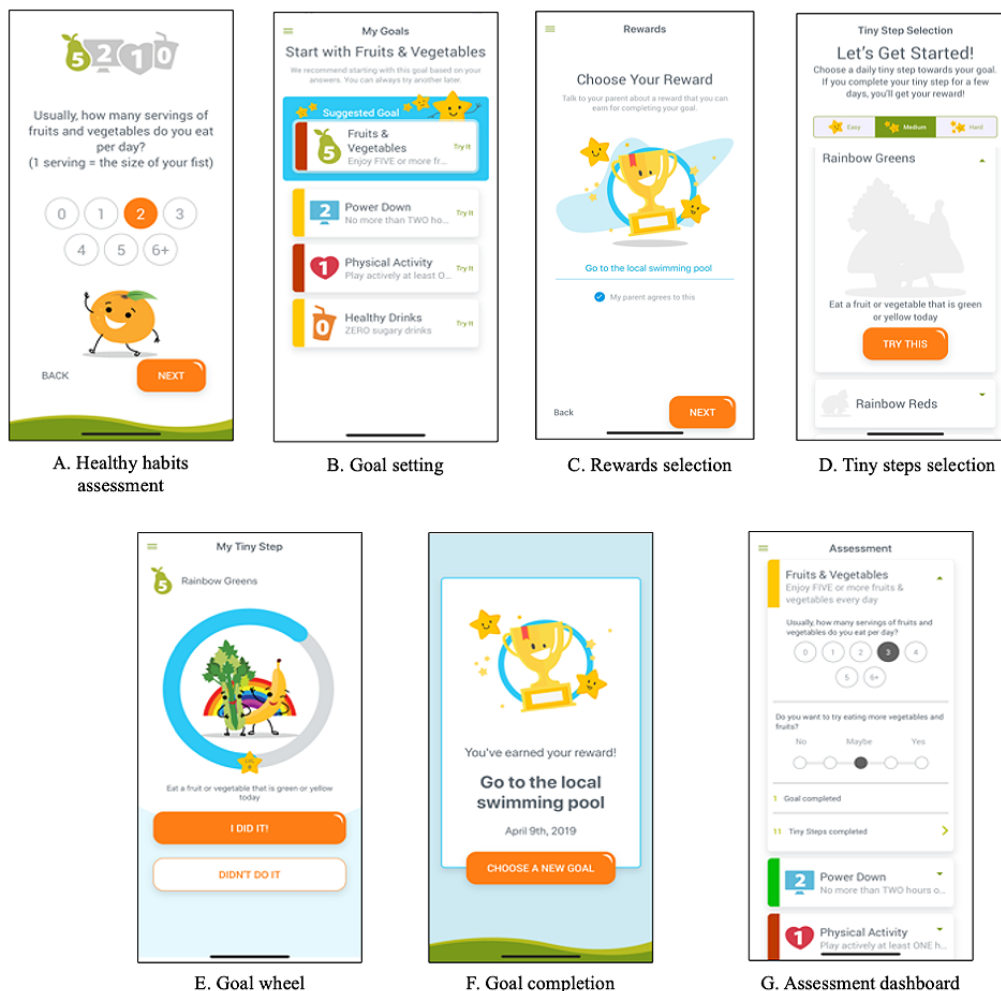 5 2 1 0
Usually, how many servings of
fruits and vegetables do you eat
per day?
(1 serving = the size of your fist)
0 1 2 3
4 5 6+
BACK NEXT
A. Healthy habits
assessment
My Goals
Start with Fruits & Vegetables
We recommend starting with this goal based on your
answers. You can always try another later.
Suggested Goal
5 Fruits &
Vegetables
Enjoy FIVE or more fr... Try It
2 Power Down
No more than TWO ho... Try It
1 Physical Activity
Play actively at least O... Try It
0 Healthy Drinks
ZERO sugary drinks Try It
B. Goal setting
Rewards
Choose Your Reward
Talk to your parent about a reward that you can
earn for completing your goal.
Go to the local swimming pool
My parent agrees to this
Back NEXT
C. Rewards selection
Tiny Step Selection
Let's Get Started!
Choose a daily tiny step towards your goal.
If you complete your tiny step for a few
days, you'll get your reward!
Easy Medium Hard
Rainbow Greens
Eat a fruit or vegetable that is green
or yellow today
TRY THIS
Rainbow Reds
D. Tiny steps selection
My Tiny Step
5 Rainbow Greens
Eat a fruit or vegetable that is green or yellow
today
I DID IT!
DIDN'T DO IT
E. Goal wheel
You've earned your reward!
Go to the local
swimming pool
April 9th, 2019
CHOOSE A NEW GOAL
F. Goal completion
Assessment
Fruits & Vegetables
Enjoy FIVE or more fruits &
vegetables every day
Usually, how many servings of fruits and
vegetables do you eat per day?
0 1 2 3 4
5 6+
Do you want to try eating more vegetables and
fruits?
No Maybe Yes
1 Goal completed
11 Tiny Steps completed
2 Power Down
No more than TWO hours o...
1 Physical Activity
Play actively at least ONE h...
G. Assessment dashboard